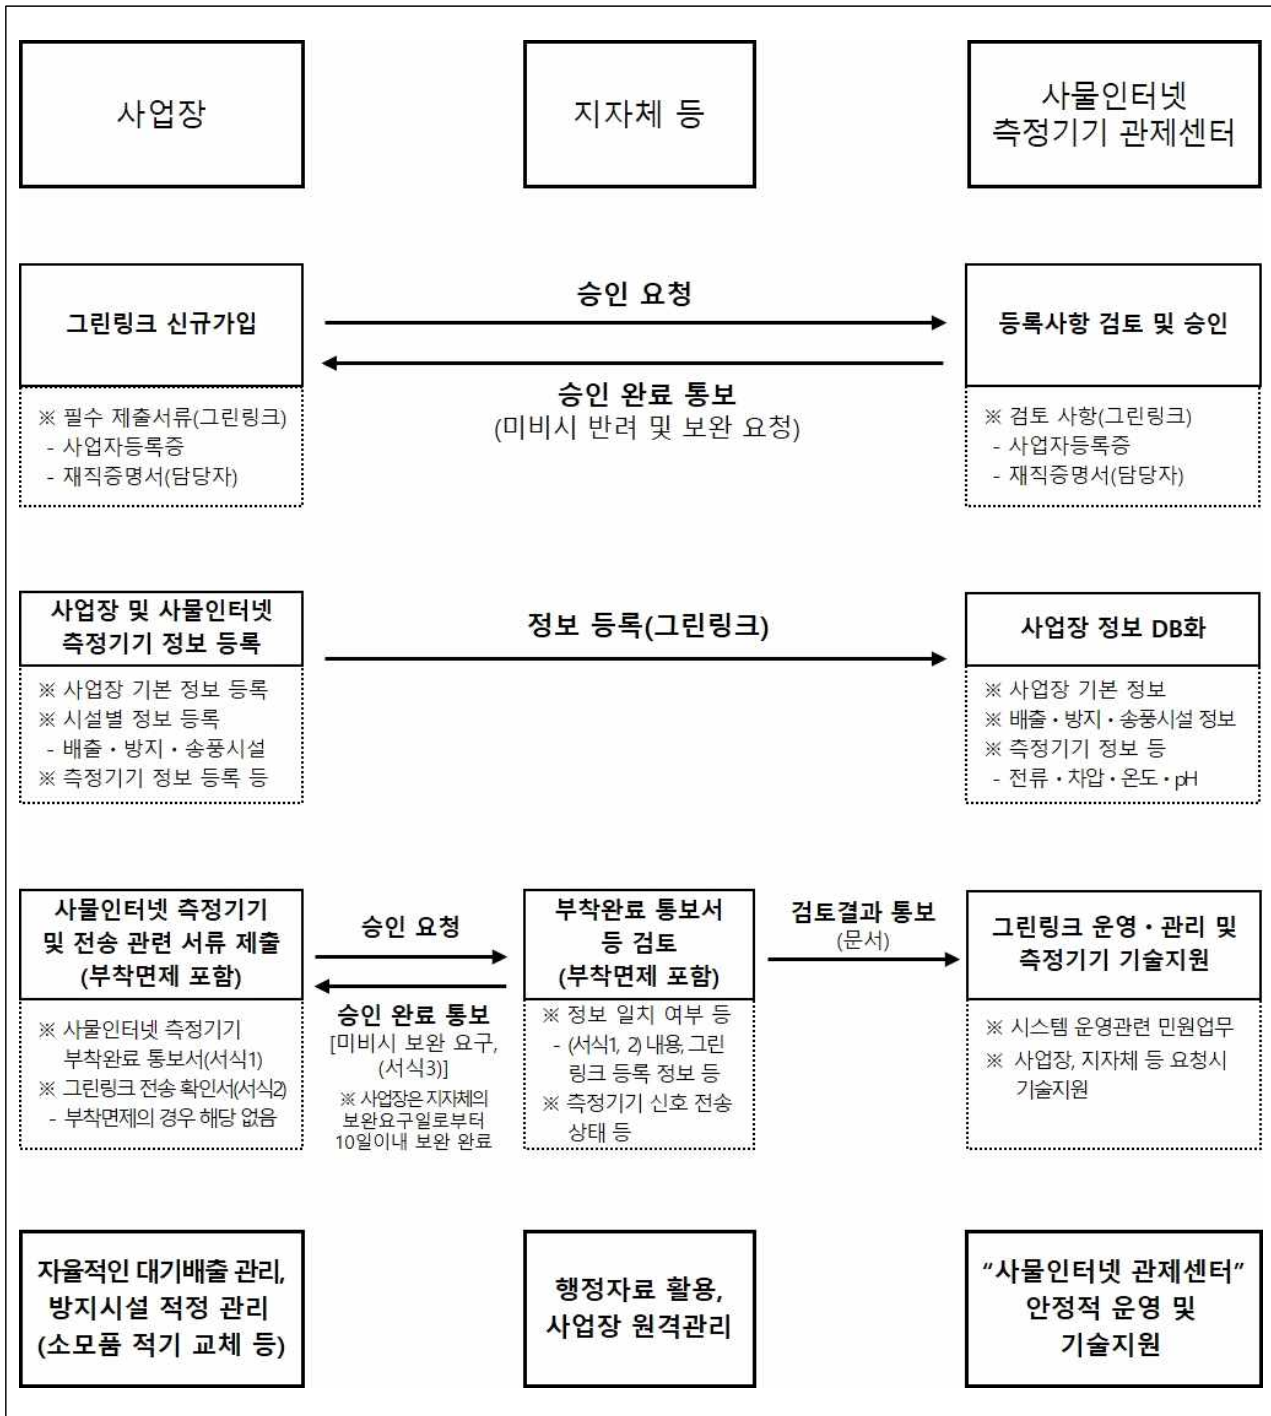 사업장
지자체 등
사물인터넷
측정기기 관제센터
그린링크 신규가입
※ 필수 제출서류(그린링크)
- 사업자등록증
- 재직증명서(담당자)
승인 요청
승인 완료 통보
(미비시 반려 및 보완 요청)
등록사항 검토 및 승인
※ 검토 사항(그린링크)
- 사업자등록증
- 재직증명서(담당자)
사업장 및 사물인터넷
측정기기 정보 등록
※ 사업장 기본 정보 등록
※ 시설별 정보 등록
- 배출・방지・송풍시설
※ 측정기기 정보 등록 등
정보 등록(그린링크)
사업장 정보 DB화
※ 사업장 기본 정보
※ 배출・방지・송풍시설 정보
※ 측정기기 정보 등
- 전류・차압・온도・pH
사물인터넷 측정기기
및 전송 관련 서류 제출
(부착면제 포함)
※ 사물인터넷 측정기기
부착완료 통보서(서식1)
※ 그린링크 전송 확인서(서식2)
- 부착면제의 경우 해당 없음
승인 요청
승인 완료 통보
[미비시 보완 요구,
(서식3)]
※ 사업장은 지자체의
보완요구일로부터
10일이내 보완 완료
부착완료 통보서
등 검토
(부착면제 포함)
※ 정보 일치 여부 등
- (서식1, 2) 내용, 그린
링크 등록 정보 등
※ 측정기기 신호 전송
상태 등
검토결과 통보
(문서)
그린링크 운영・관리 및
측정기기 기술지원
※ 시스템 운영관련 민원업무
※ 사업장, 지자체 등 요청시
기술지원
자율적인 대기배출 관리,
방지시설 적정 관리
(소모품 적기 교체 등)
행정자료 활용,
사업장 원격관리
“사물인터넷 관제센터”
안정적 운영 및
기술지원